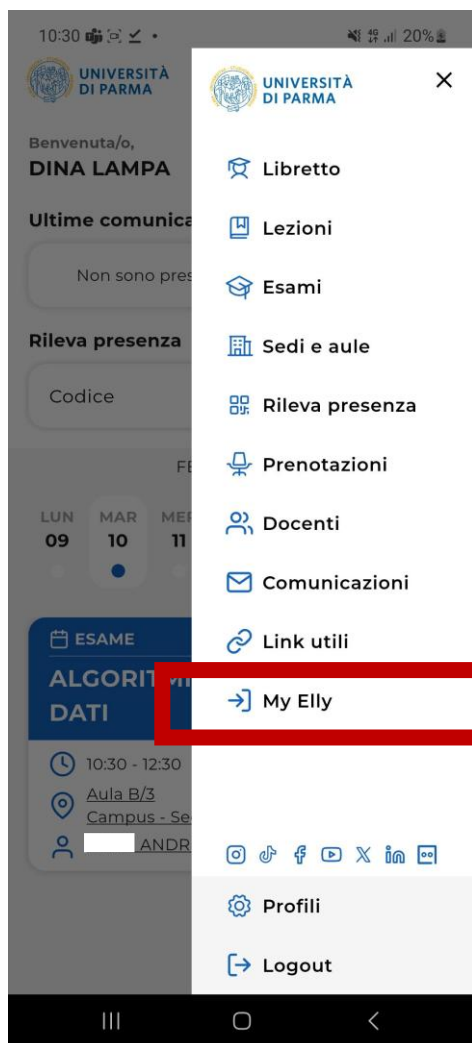 10:30
4G
20%
UNIVERSITÀ
DI PARMA
Benvenuta/o,
DINA LAMPA
Ultime comunica
Non sono pres
Rileva presenza
Codice
FE
LUN MAR MER
09 10 11
ESAME
ALGORITMI
DATI
10:30 - 12:30
Aula B/3
Campus - Se
ANDR
UNIVERSITÀ
DI PARMA
Libretto
Lezioni
Esami
Sedi e aule
Rileva presenza
Prenotazioni
Docenti
Comunicazioni
Link utili
My Elly
Profili
Logout